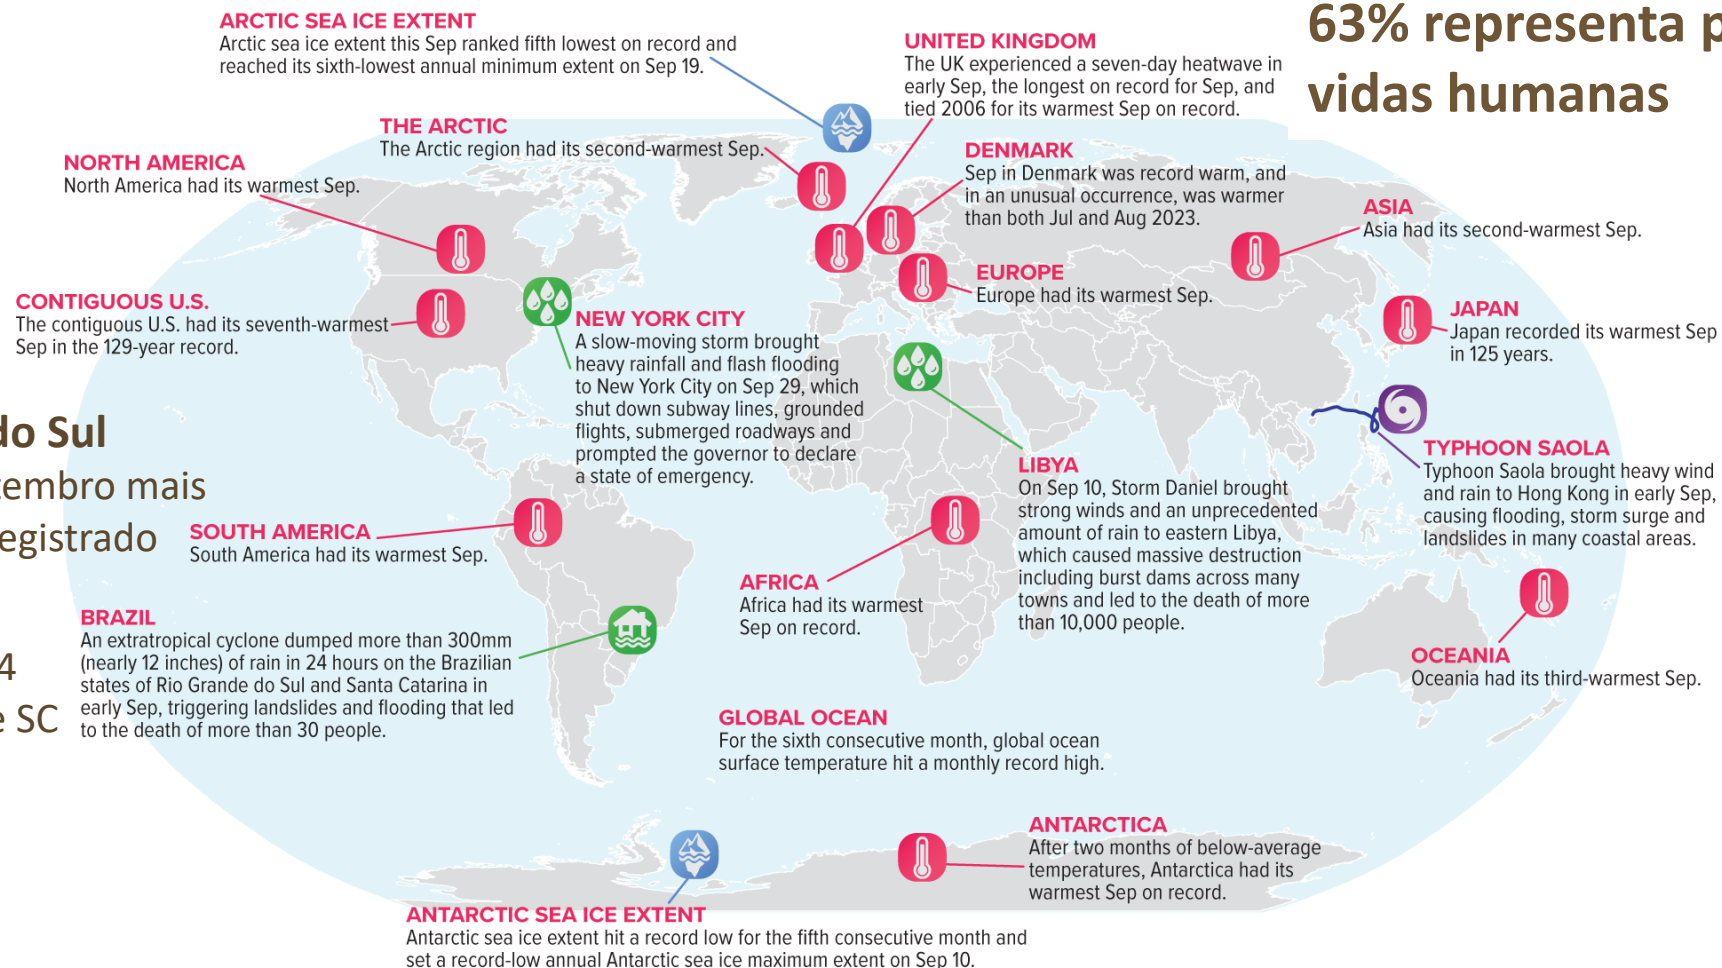 ARCTIC SEA ICE EXTENT
Arctic sea ice extent this Sep ranked fifth lowest on record and
reached its sixth-lowest annual minimum extent on Sep 19.
63% representa
vidas humanas
UNITED KINGDOM
The UK experienced a seven-day heatwave in
early Sep, the longest on record for Sep, and
tied 2006 for its warmest Sep on record.
THE ARCTIC
The Arctic region had its second-warmest Sep.
NORTH AMERICA
North America had its warmest Sep.
DENMARK
Sep in Denmark was record warm, and
in an unusual occurrence, was warmer
than both Jul and Aug 2023.
ASIA
Asia had its second-warmest Sep.
EUROPE
Europe had its warmest Sep.
CONTIGUOUS U.S.
The contiguous U.S. had its seventh-warmest
Sep in the 129-year record.
NEW YORK CITY
A slow-moving storm brought
heavy rainfall and flash flooding
to New York City on Sep 29, which
shut down subway lines, grounded
flights, submerged roadways and
prompted the governor to declare
a state of emergency.
JAPAN
Japan recorded its warmest Sep
in 125 years.
do Sul
tembro mais
egistrado
TYPHOON SAOLA
Typhoon Saola brought heavy wind
and rain to Hong Kong in early Sep,
causing flooding, storm surge and
landslides in many coastal areas.
LIBYA
On Sep 10, Storm Daniel brought
strong winds and an unprecedented
amount of rain to eastern Libya,
which caused massive destruction
including burst dams across many
towns and led to the death of more
than 10,000 people.
SOUTH AMERICA
South America had its warmest Sep.
AFRICA
Africa had its warmest
Sep on record.
BRAZIL
An extratropical cyclone dumped more than 300mm
(nearly 12 inches) of rain in 24 hours on the Brazilian
states of Rio Grande do Sul and Santa Catarina in
early Sep, triggering landslides and flooding that led
to the death of more than 30 people.
4
e SC
OCEANIA
Oceania had its third-warmest Sep.
GLOBAL OCEAN
For the sixth consecutive month, global ocean
surface temperature hit a monthly record high.
ANTARCTICA
After two months of below-average
temperatures, Antarctica had its
warmest Sep on record.
ANTARCTIC SEA ICE EXTENT
Antarctic sea ice extent hit a record low for the fifth consecutive month and
set a record-low annual Antarctic sea ice maximum extent on Sep 10.